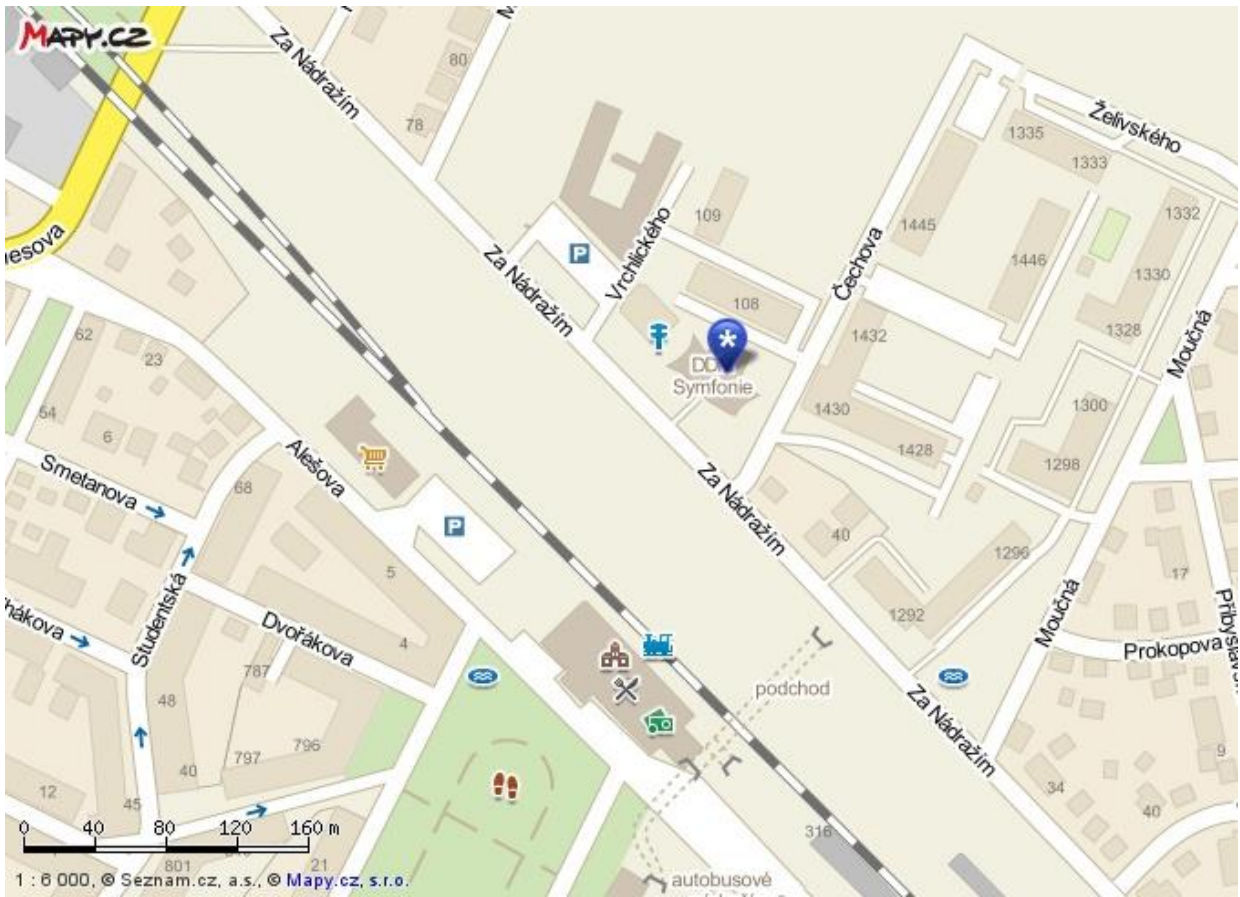 MAPY.CZ
Za Nádražím
80
78
Želivského
1335
1333
1332
1445
109
Vrchlického
P
Za Nádražím
Čechova
1446
1330
1328
108
1432
Moučná
62
23
DD
Symfonie
1430
1428
1300
1298
54
6
Alešova
Smetanova
68
P
Za Nádražím
40
1296
17
Moučná
5
Studentská
Dvořákova
4
1292
Prokopova
787
podchod
48
797
796
Za Nádražím
9
40
12
45
34
40
316
0 40 80 120 160 m
801
21
1 : 6 000, © Seznam.cz, a.s., © Mapy.cz, s.r.o.
autobusové